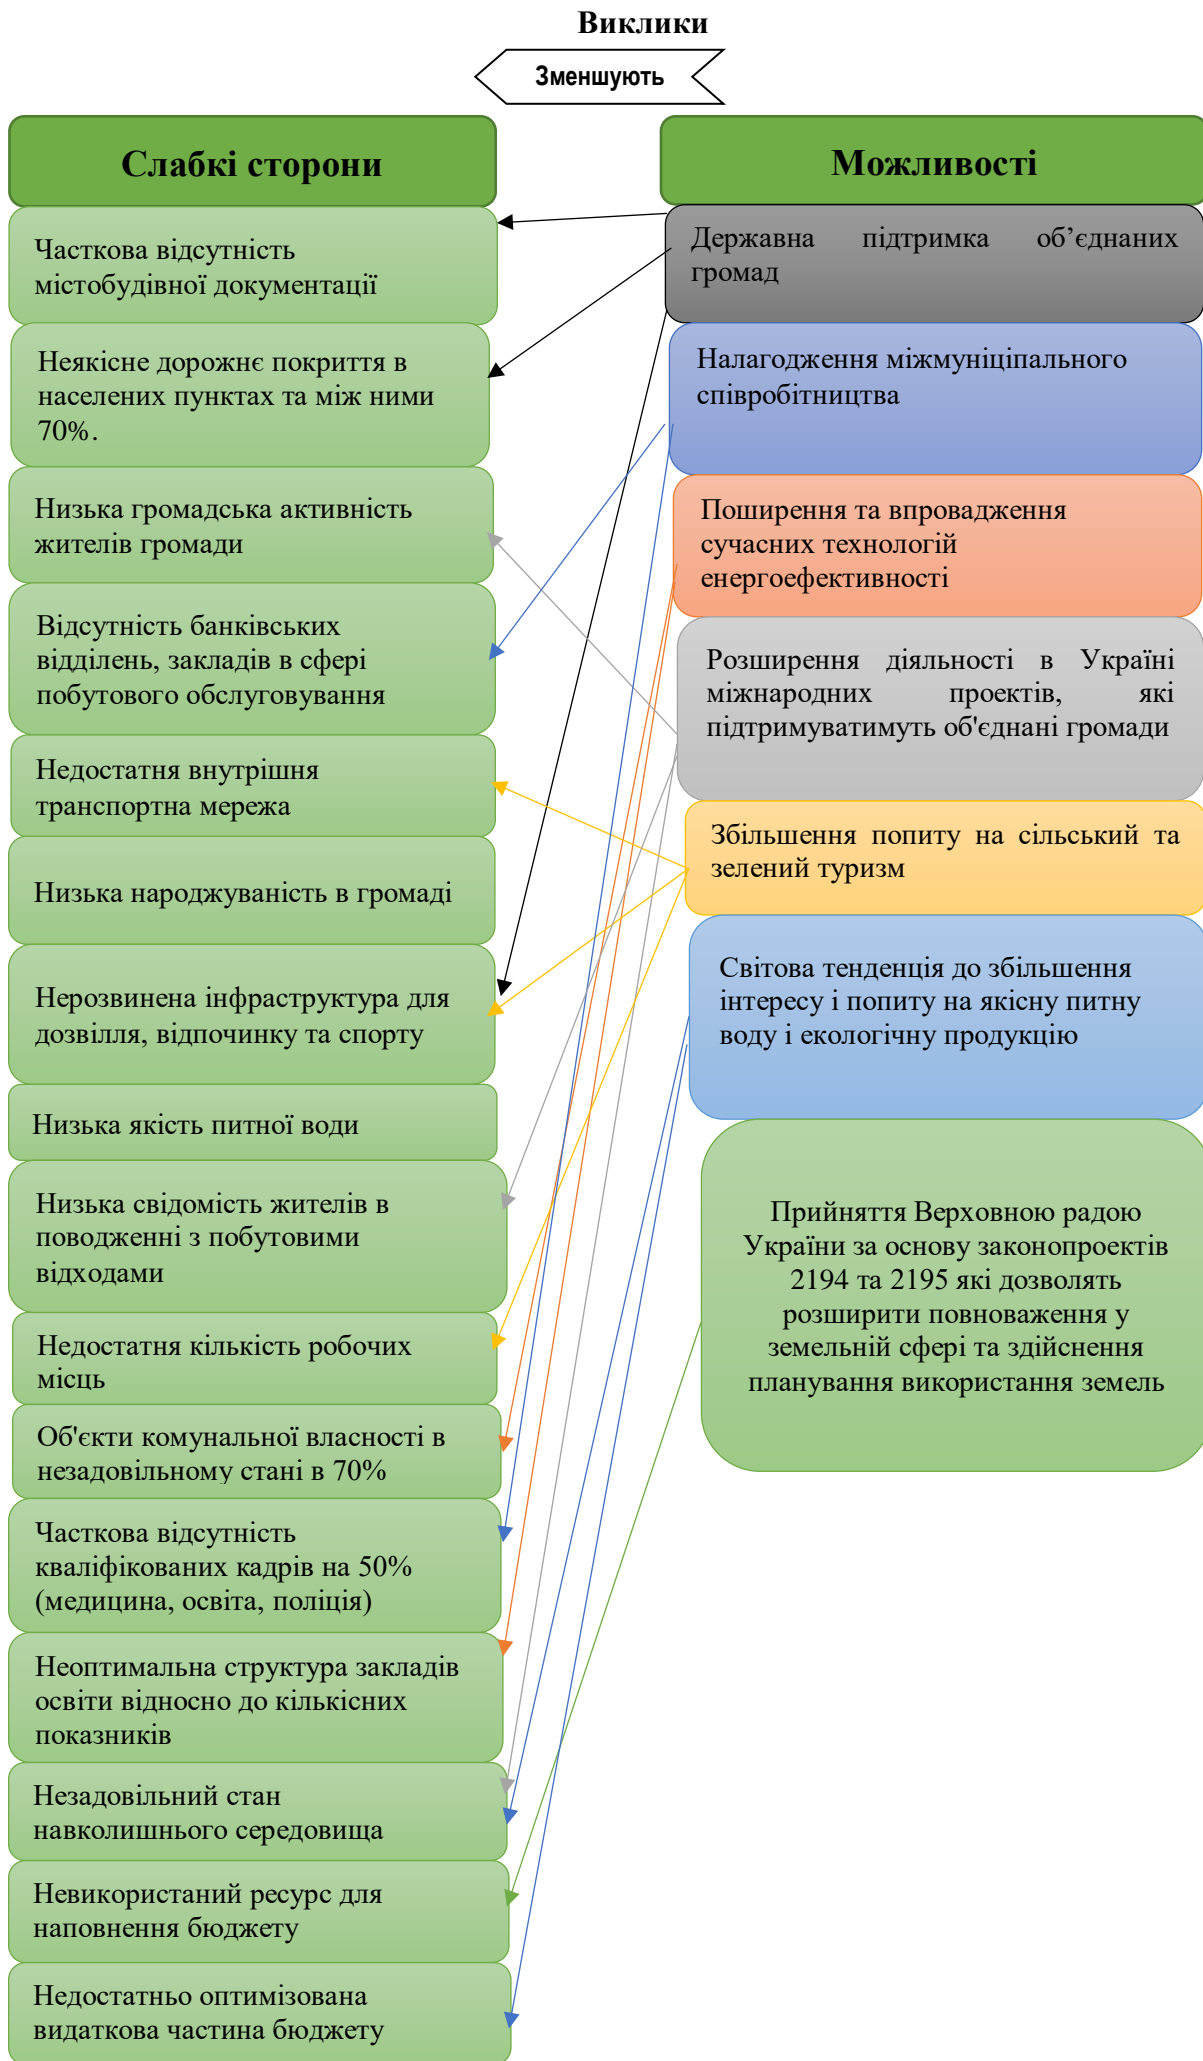 Виклики
Зменшують
Слабкі сторони
Часткова відсутність
містобудівної документації
Неякісне дорожнє покриття в
населених пунктах та між ними
70%.
Низька громадська активність
жителів громади
Відсутність банківських
відділень, закладів в сфері
побутового обслуговування
Недостатня внутрішня
транспортна мережа
Низька народжуваність в громаді
Нерозвинена інфраструктура для
дозвілля, відпочинку та спорту
Низька якість питної води
Низька свідомість жителів в
поводженні з побутовими
відходами
Недостатня кількість робочих
місць
Об'єкти комунальної власності в
незадовільному стані в 70%
Часткова відсутність
кваліфікованих кадрів на 50%
(медицина, освіта, поліція)
Неоптимальна структура закладів
освіти відносно до кількісних
показників
Незадовільний стан
навколишнього середовища
Невикористаний ресурс для
наповнення бюджету
Недостатньо оптимізована
видаткова частина бюджету
Можливості
Державна підтримка об’єднаних
громад
Налагодження міжмуніціпального
співробітництва
Поширення та впровадження
сучасних технологій
енергоефективності
Розширення діяльності в Україні
міжнародних проектів, які
підтримуватимуть об'єднані громади
Збільшення попиту на сільський та
зелений туризм
Світова тенденція до збільшення
інтересу і попиту на якісну питну
воду і екологічну продукцію
Прийняття Верховною радою
України за основу законопроектів
2194 та 2195 які дозволять
розширити повноваження у
земельній сфері та здійснення
планування використання земель